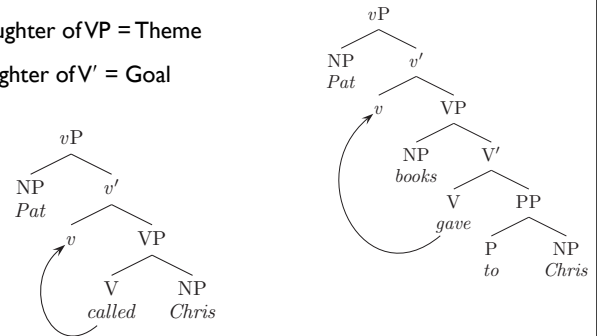 ughter of VP = Theme
ghter of V′ = Goal
vP
NP
Pat
v′
v
VP
V
called
NP
Chris
vP
NP
Pat
v′
v
VP
NP
books
V′
V
gave
PP
P
to
NP
Chris